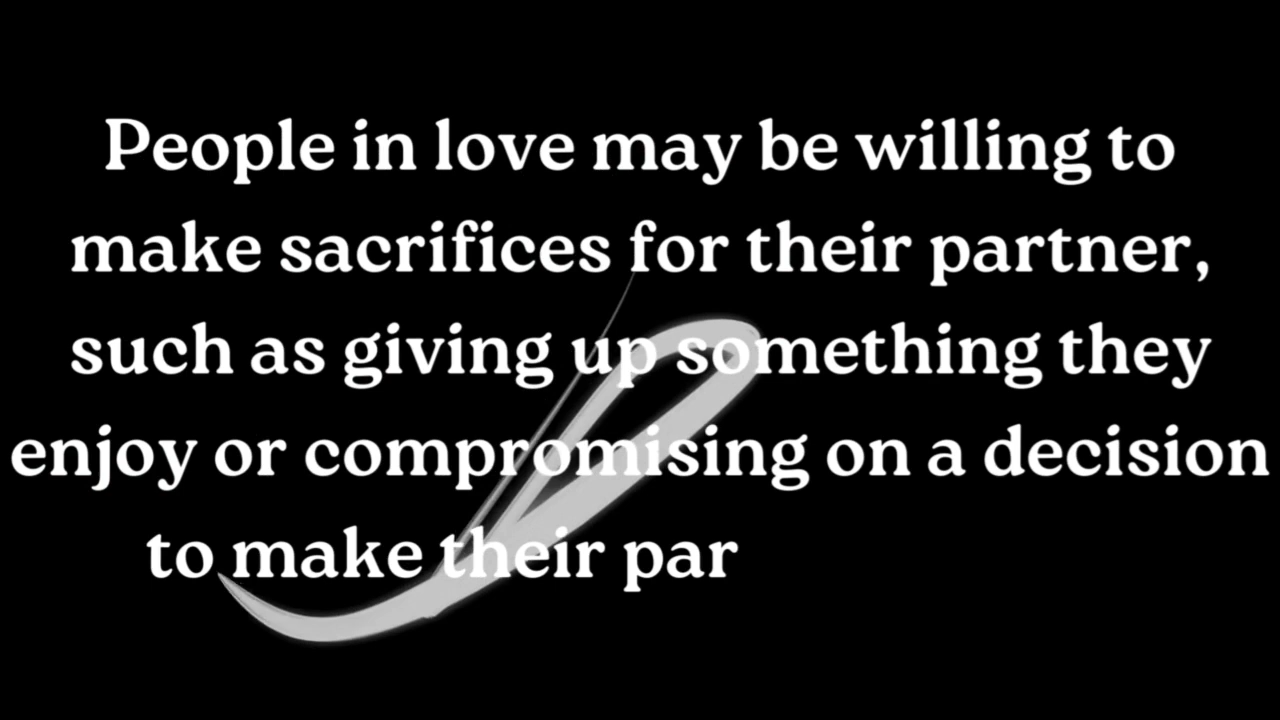 People in love may be willing to
make sacrifices for their partner,
such as giving up something they
enjoy or compromising on a decision
to make their par